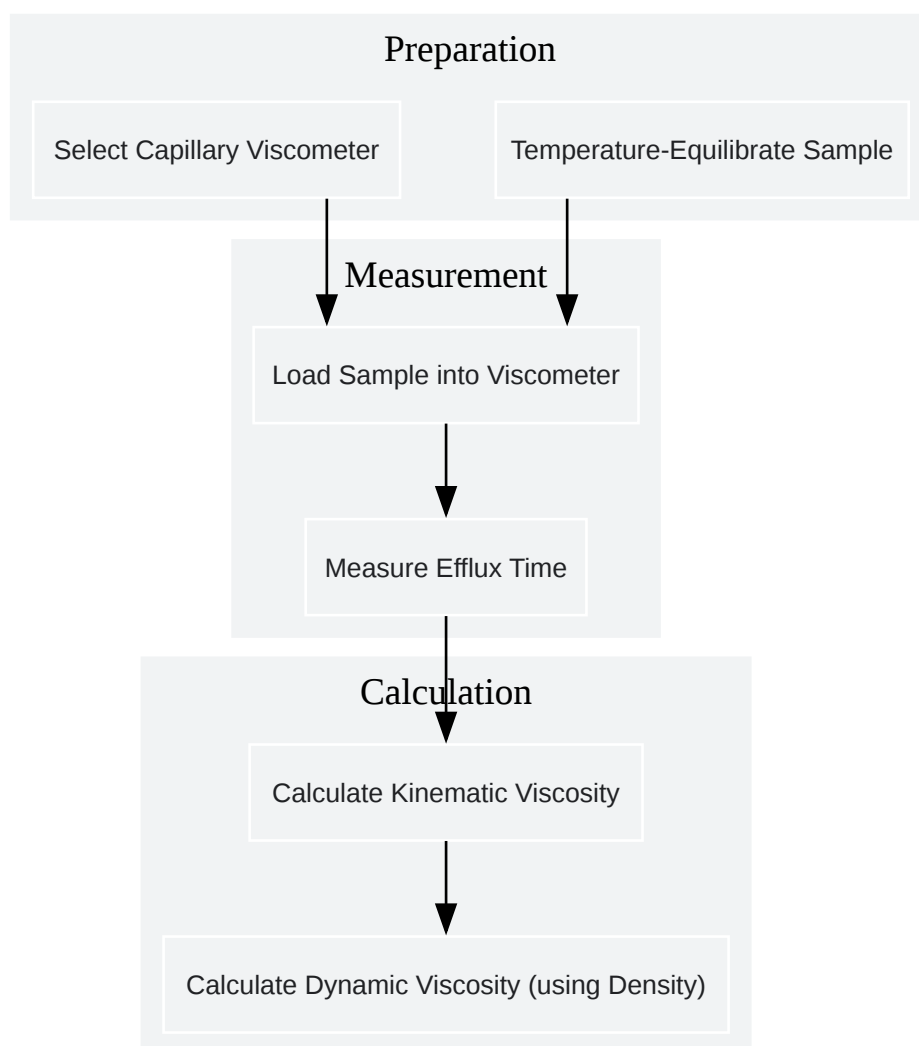 Preparation
Select Capillary Viscometer
Temperature-Equilibrate Sample
Measurement
Load Sample into Viscometer
Measure Efflux Time
Calculation
Calculate Kinematic Viscosity
Calculate Dynamic Viscosity (using Density)